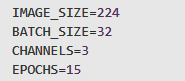 IMAGE_SIZE=224
BATCH_SIZE=32
CHANNELS=3
EPOCHS=15